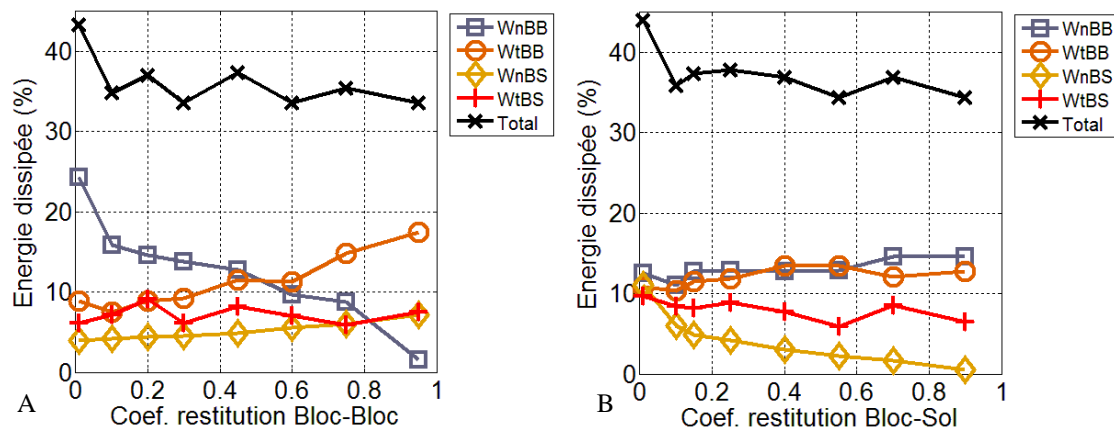 Energie dissipée (%)
40
30
20
10
0
0 0.2 0.4 0.6 0.8 1
Coef. restitution Bloc-Bloc
A
WnBB
WtBB
WnBS
WtBS
Total
Energie dissipée (%)
40
30
20
10
0
0 0.2 0.4 0.6 0.8 1
Coef. restitution Bloc-Sol
B
WnBB
WtBB
WnBS
WtBS
Total